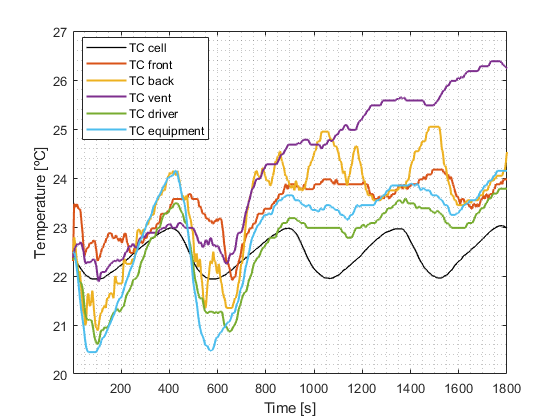 27
26
25
24
23
22
21
20
Temperature [ºC]
TC cell
TC front
TC back
TC vent
TC driver
TC equipment
200 400 600 800 1000 1200 1400 1600 1800
Time [s]